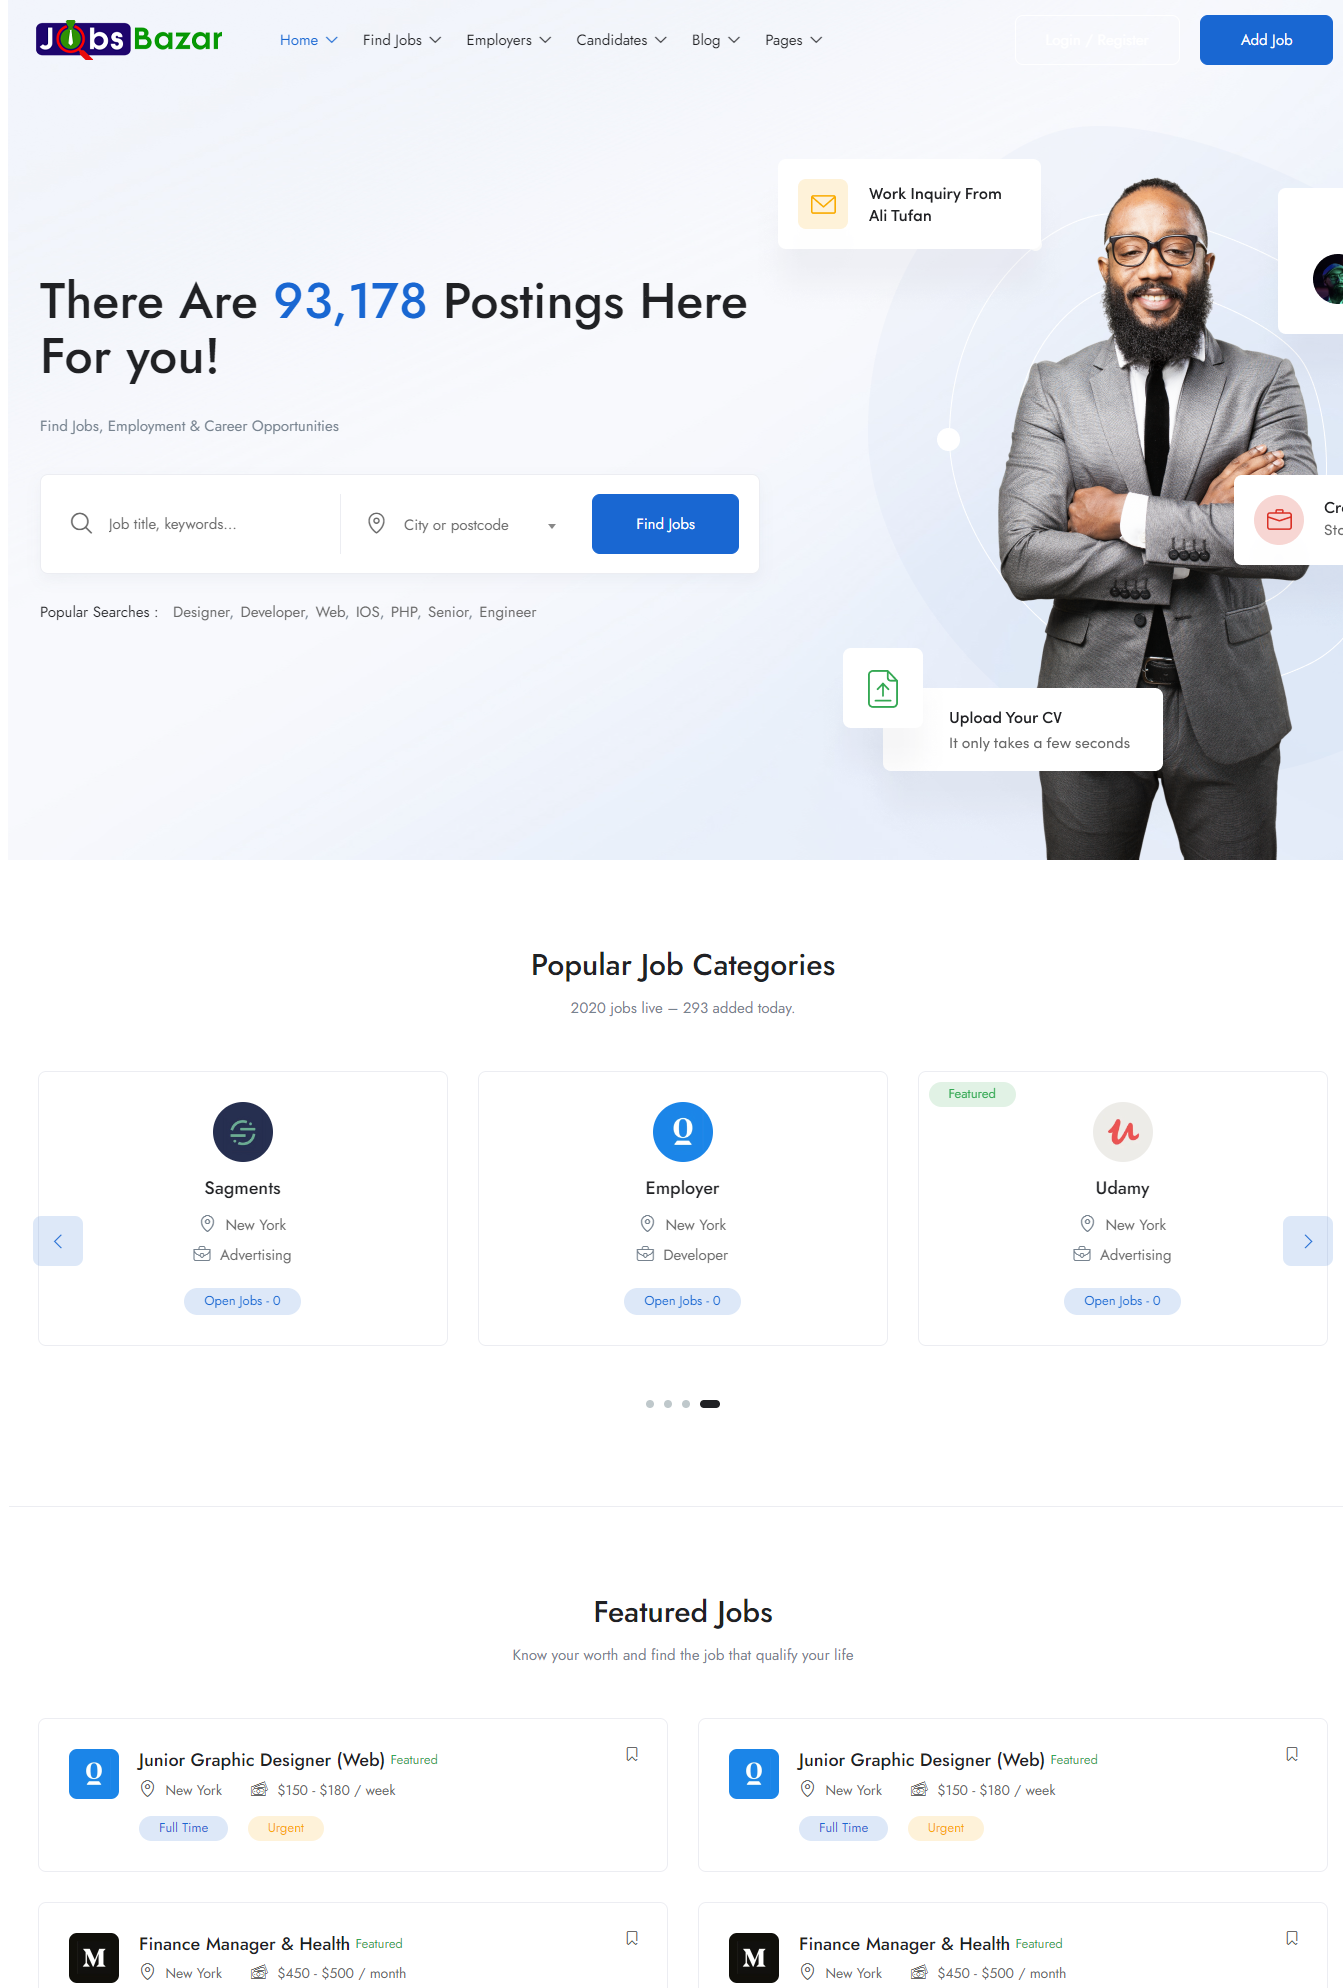 JobsBazar
Home Find Jobs Employers Candidates Blog Pages
Login / Register
Add Job
Work Inquiry From
Ali Tufan
There Are 93,178 Postings Here
For you!
Find Jobs, Employment & Career Opportunities
Job title, keywords...
City or postcode
Find Jobs
Popular Searches : Designer, Developer, Web, IOS, PHP, Senior, Engineer
Upload Your CV
It only takes a few seconds
Popular Job Categories
2020 jobs live – 293 added today.
Sagments
New York
Advertising
Open Jobs - 0
Employer
New York
Developer
Open Jobs - 0
Featured
Udamy
New York
Advertising
Open Jobs - 0
Featured Jobs
Know your worth and find the job that qualify your life
Junior Graphic Designer (Web) Featured
New York $150 - $180 / week
Full Time Urgent
Junior Graphic Designer (Web) Featured
New York $150 - $180 / week
Full Time Urgent
M
Finance Manager & Health Featured
New York $450 - $500 / month
M
Finance Manager & Health Featured
New York $450 - $500 / month